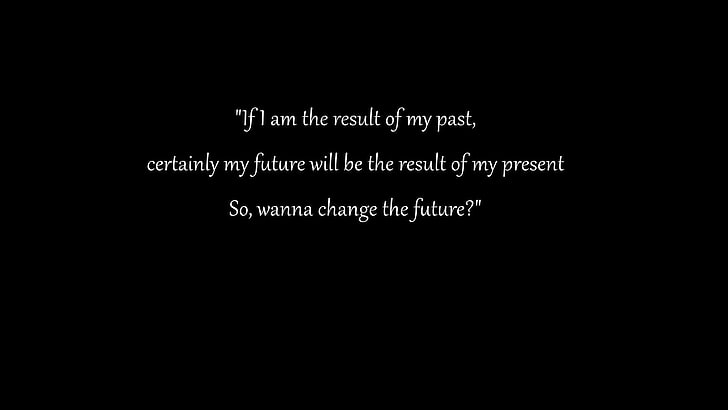 "If I am the result of my past,
certainly my future will be the result of my present
So, wanna change the future?"